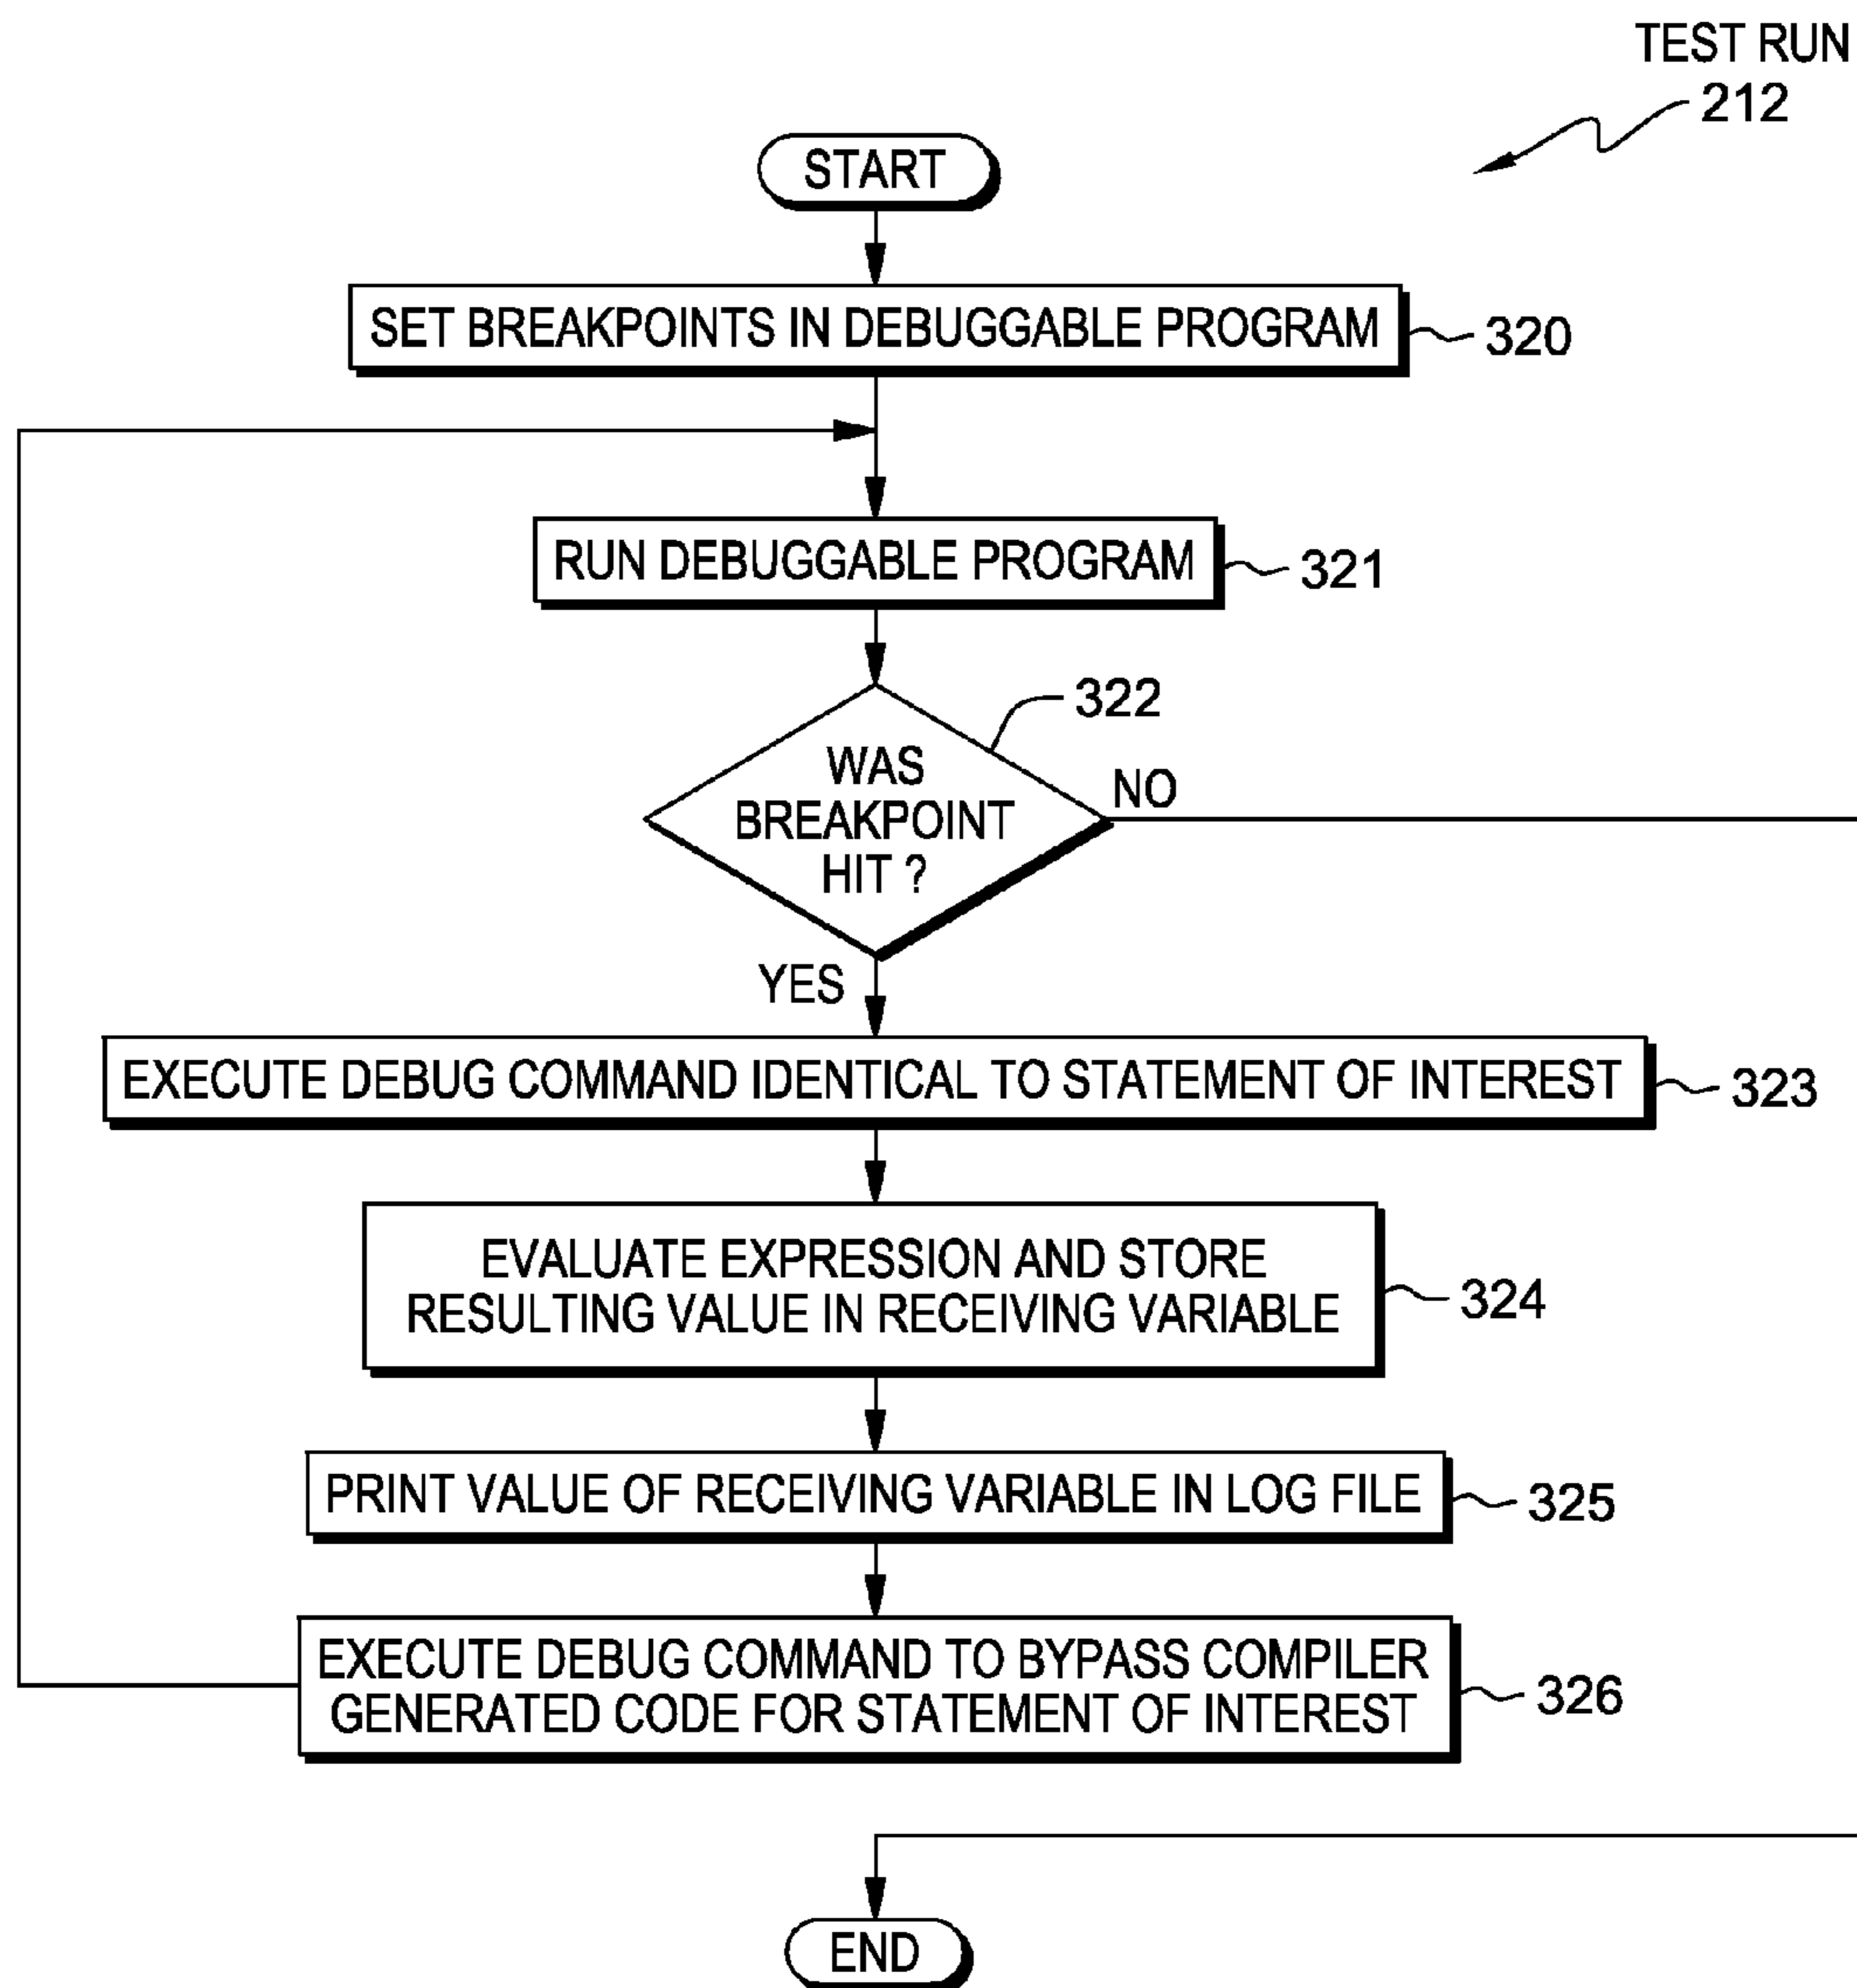 TEST RUN
212
START
SET BREAKPOINTS IN DEBUGGABLE PROGRAM
320
RUN DEBUGGABLE PROGRAM
321
322
WAS
BREAKPOINT
HIT ?
NO
YES
EXECUTE DEBUG COMMAND IDENTICAL TO STATEMENT OF INTEREST
323
EVALUATE EXPRESSION AND STORE
RESULTING VALUE IN RECEIVING VARIABLE
324
PRINT VALUE OF RECEIVING VARIABLE IN LOG FILE
325
EXECUTE DEBUG COMMAND TO BYPASS COMPILER
GENERATED CODE FOR STATEMENT OF INTEREST
326
END